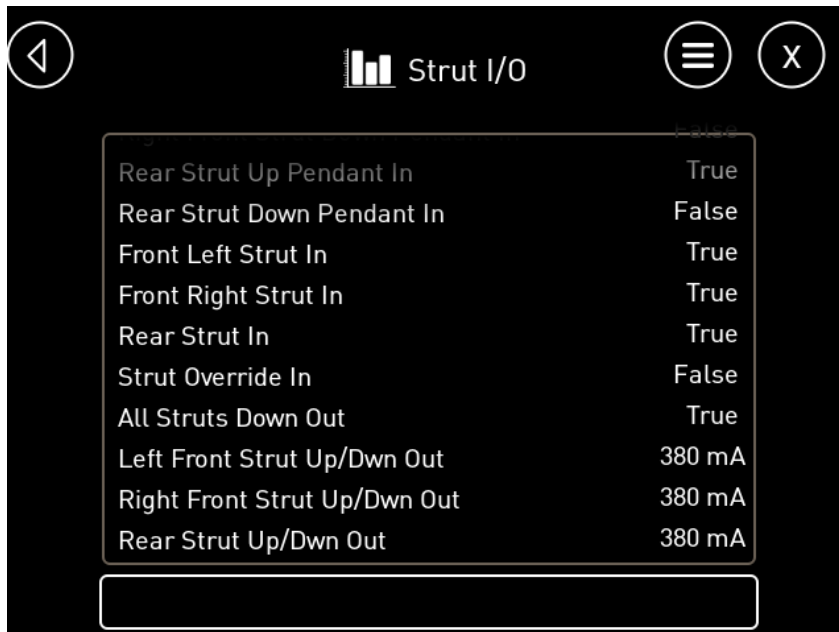 Strut I/O
X
False
Rear Strut Up Pendant In True
Rear Strut Down Pendant In False
Front Left Strut In True
Front Right Strut In True
Rear Strut In True
Strut Override In False
All Struts Down Out True
Left Front Strut Up/Dwn Out 380 mA
Right Front Strut Up/Dwn Out 380 mA
Rear Strut Up/Dwn Out 380 mA